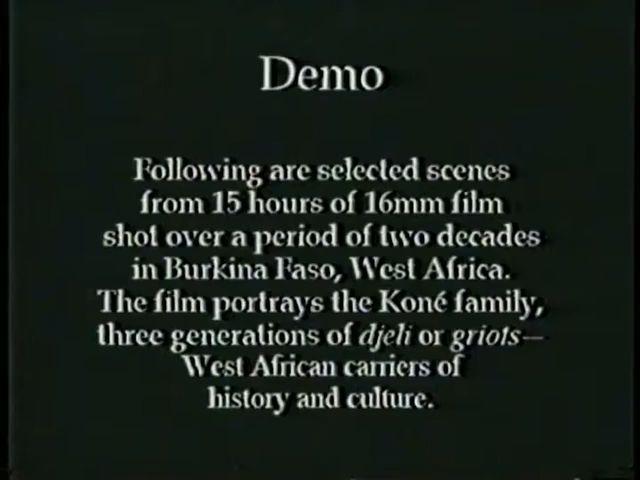 Demo
Following are selected scenes
from 15 hours of 16mm film
shot over a period of two decades
in Burkina Faso, West Africa.
The film portrays the Koné family,
three generations of djeli or griots—
West African carriers of
history and culture.